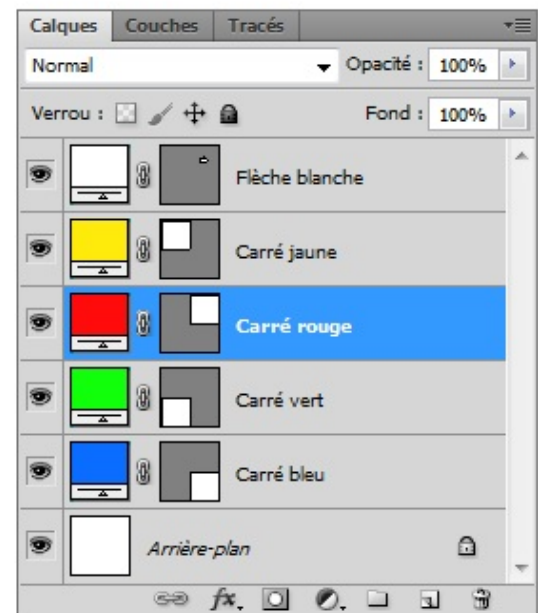 Calques Couches Tracés
Normal Opacité : 100%
Verrou : Fond : 100%
Flèche blanche
Carré jaune
Carré rouge
Carré vert
Carré bleu
Arrière-plan
fx.